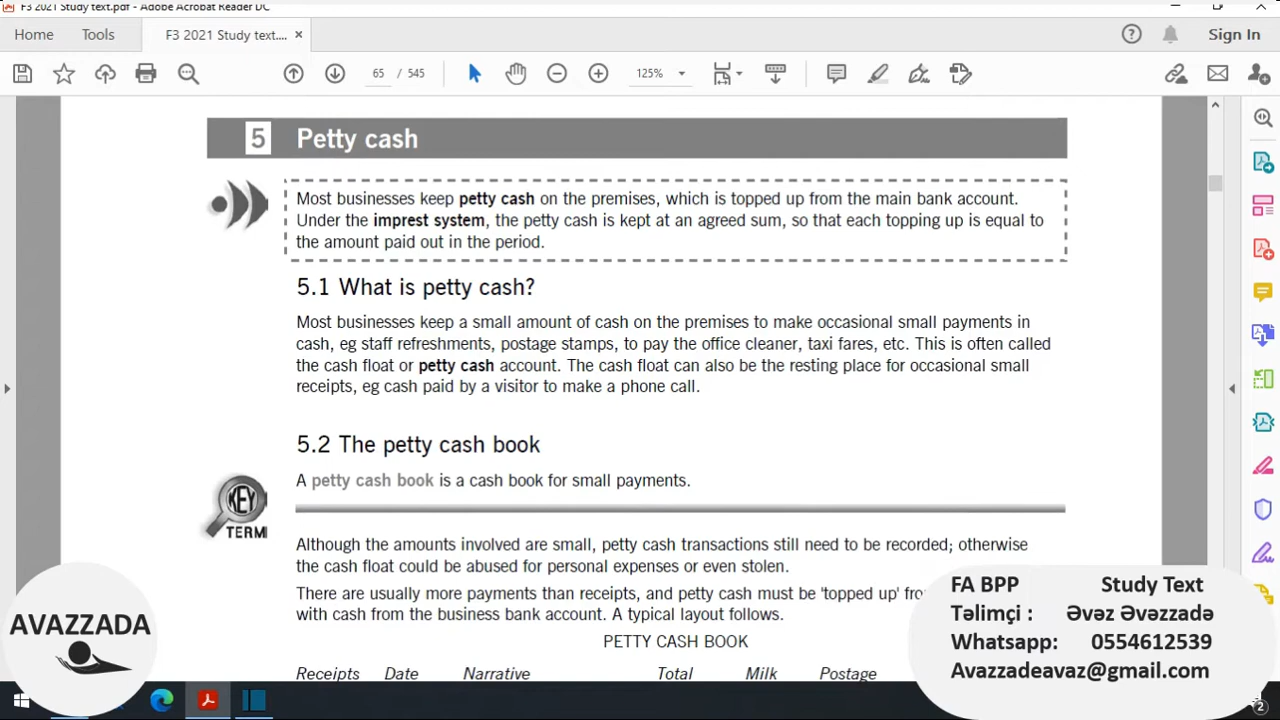 F3 2021 Study text.pdf - Adobe Acrobat Reader DC
Home Tools F3 2021 Study text.... × Sign In
65 / 545 125%
5 Petty cash
Most businesses keep petty cash on the premises, which is topped up from the main bank account.
Under the imprest system, the petty cash is kept at an agreed sum, so that each topping up is equal to
the amount paid out in the period.
5.1 What is petty cash?
Most businesses keep a small amount of cash on the premises to make occasional small payments in
cash, eg staff refreshments, postage stamps, to pay the office cleaner, taxi fares, etc. This is often called
the cash float or petty cash account. The cash float can also be the resting place for occasional small
receipts, eg cash paid by a visitor to make a phone call.
5.2 The petty cash book
A petty cash book is a cash book for small payments.
KEY
TERM
Although the amounts involved are small, petty cash transactions still need to be recorded; otherwise
the cash float could be abused for personal expenses or even stolen.
There are usually more payments than receipts, and petty cash must be 'topped up'
with cash from the business bank account. A typical layout follows.
PETTY CASH BOOK
Receipts Date Narrative Total Milk Postage
AVAZZADA
FA BPP Study Text
Təlimçi : Əvəz Əvəzzadə
Whatsapp: 0554612539
Avazzadeavaz@gmail.com
2